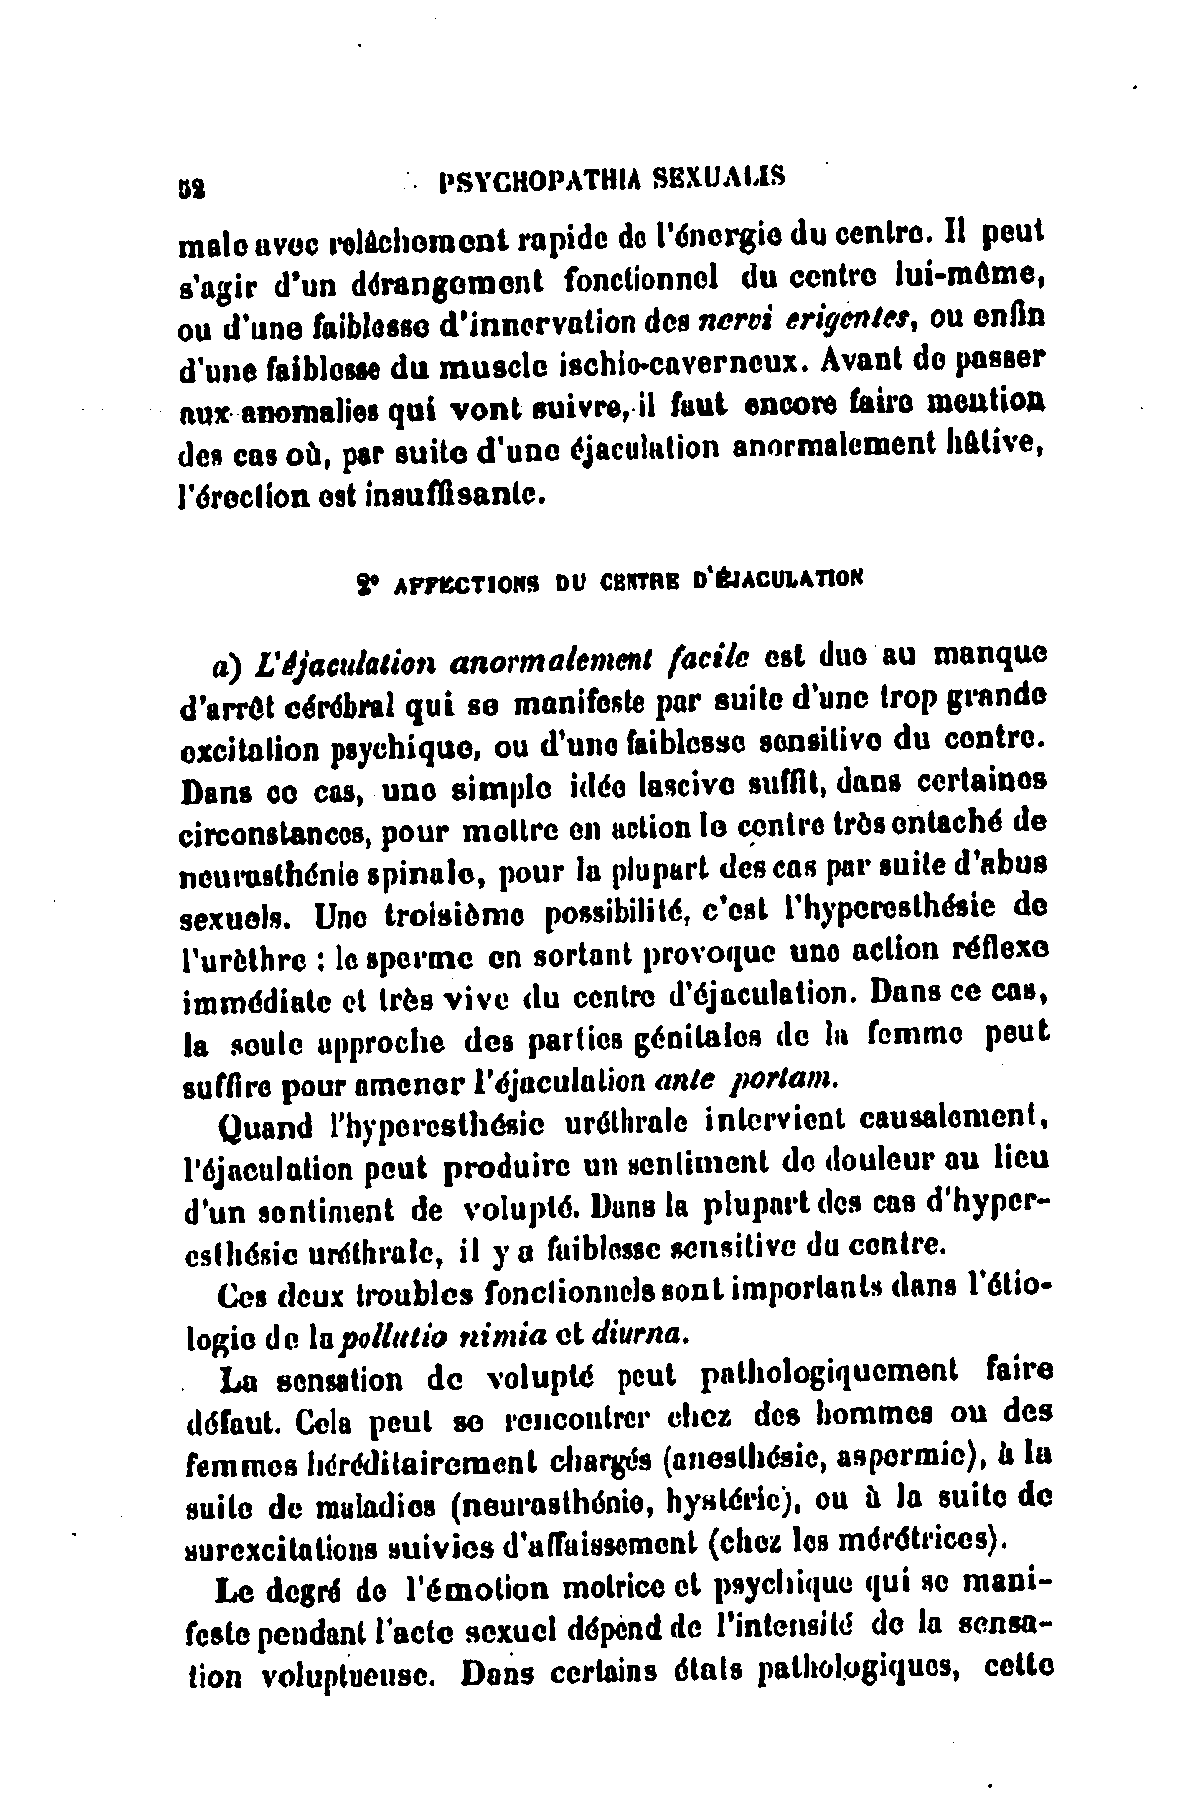 52 PSYCHOPATHIA SEXUALIS
male avec relâchement rapide de l'énergie du centre. Il peut
s'agir d'un dérangement fonctionnel du centre lui-même,
ou d'une faiblesse d'innervation des nervi erigentes, ou enfin
d'une faiblesse du muscle ischio-caverneux. Avant de passer
aux anomalies qui vont suivre, il faut encore faire mention
des cas où, par suite d'une éjaculation anormalement hâtive,
l'érection est insuffisante.
2° AFFECTIONS DU CENTRE D'ÉJACULATION
a) L'éjaculation anormalement facile est due au manque
d'arrêt cérébral qui se manifeste par suite d'une trop grande
excitation psychique, ou d'une faiblesse sensitive du centre.
Dans ce cas, une simple idée lascive suffit, dans certaines
circonstances, pour mettre en action le centre très entaché de
neurasthénie spinale, pour la plupart des cas par suite d'abus
sexuels. Une troisième possibilité, c'est l'hyperesthésie de
l'urèthre : le sperme en sortant provoque une action réflexe
immédiate et très vive du centre d'éjaculation. Dans ce cas,
la seule approche des parties génitales de la femme peut
suffire pour amener l'éjaculation ante portam.
Quand l'hyperesthésie uréthrale intervient causalement,
l'éjaculation peut produire un sentiment de douleur au lieu
d'un sentiment de volupté. Dans la plupart des cas d'hyper-
esthésie uréthrale, il y a faiblesse sensitive du centre.
Ces deux troubles fonctionnels sont importants dans l'étio-
logie de la pollutio nimia et diurna.
La sensation de volupté peut pathologiquement faire
défaut. Cela peut se rencontrer chez des hommes ou des
femmes héréditairement chargés (anesthésie, aspermie), à la
suite de maladies (neurasthénie, hystérie), ou à la suite de
surexcitations suivies d'affaissement (chez les mérétrices).
Le degré de l'émotion motrice et psychique qui se mani-
feste pendant l'acte sexuel dépend de l'intensité de la sensa-
tion voluptueuse. Dans certains états pathologiques, cette